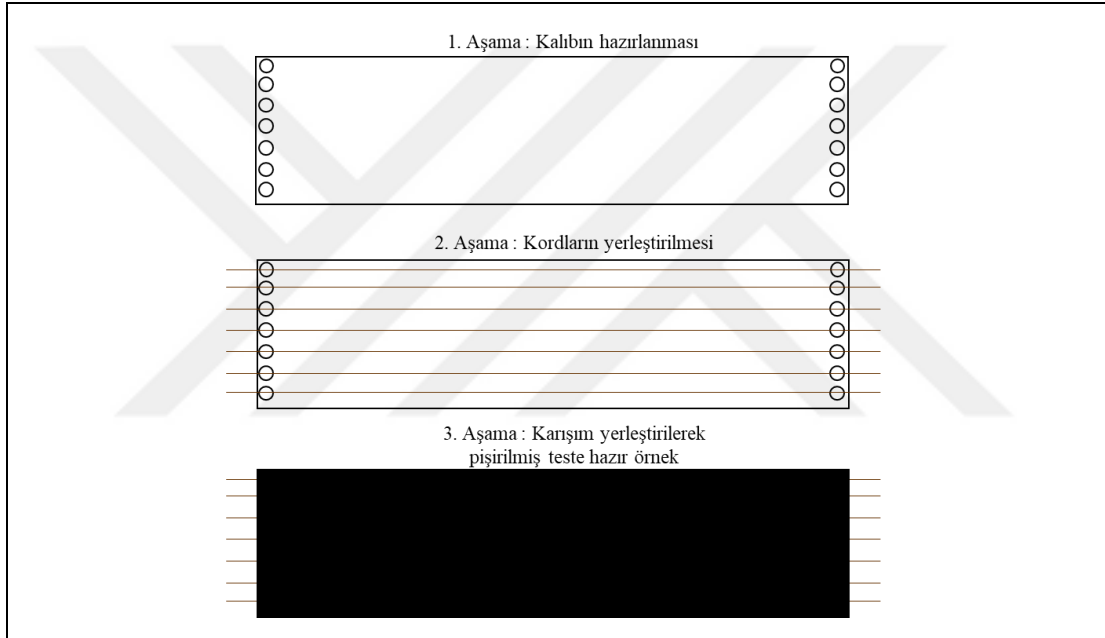 1. Aşama : Kalıbın hazırlanması
2. Aşama : Kordların yerleştirilmesi
3. Aşama : Karışım yerleştirilerek
pişirilmiş teste hazır örnek